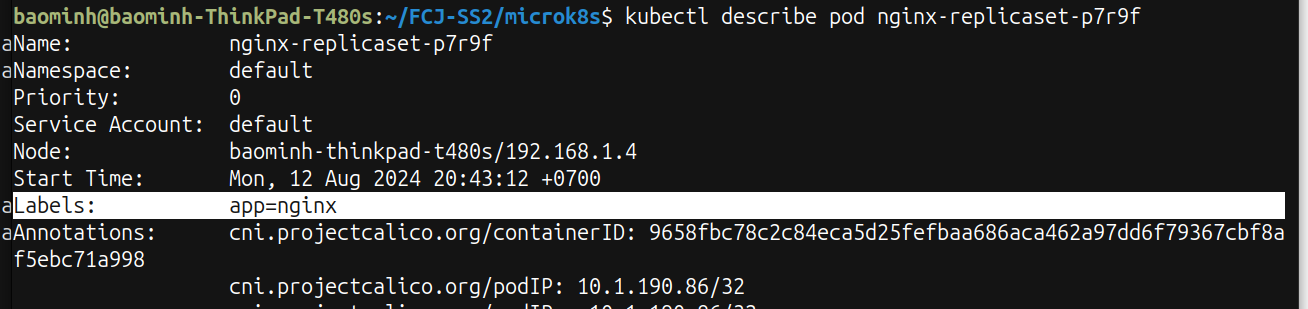 baominh@baominh-ThinkPad-T480s:~/FCJ-SS2/microk8s$ kubectl describe pod nginx-replicaset-p7r9f
aName: nginx-replicaset-p7r9f
aNamespace: default
Priority: 0
Service Account: default
Node: baominh-thinkpad-t480s/192.168.1.4
Start Time: Mon, 12 Aug 2024 20:43:12 +0700
aLabels: app=nginx
aAnnotations: cni.projectcalico.org/containerID: 9658fbc78c2c84eca5d25fefbaa686aca462a97dd6f79367cbf8a
f5ebc71a998
cni.projectcalico.org/podIP: 10.1.190.86/32